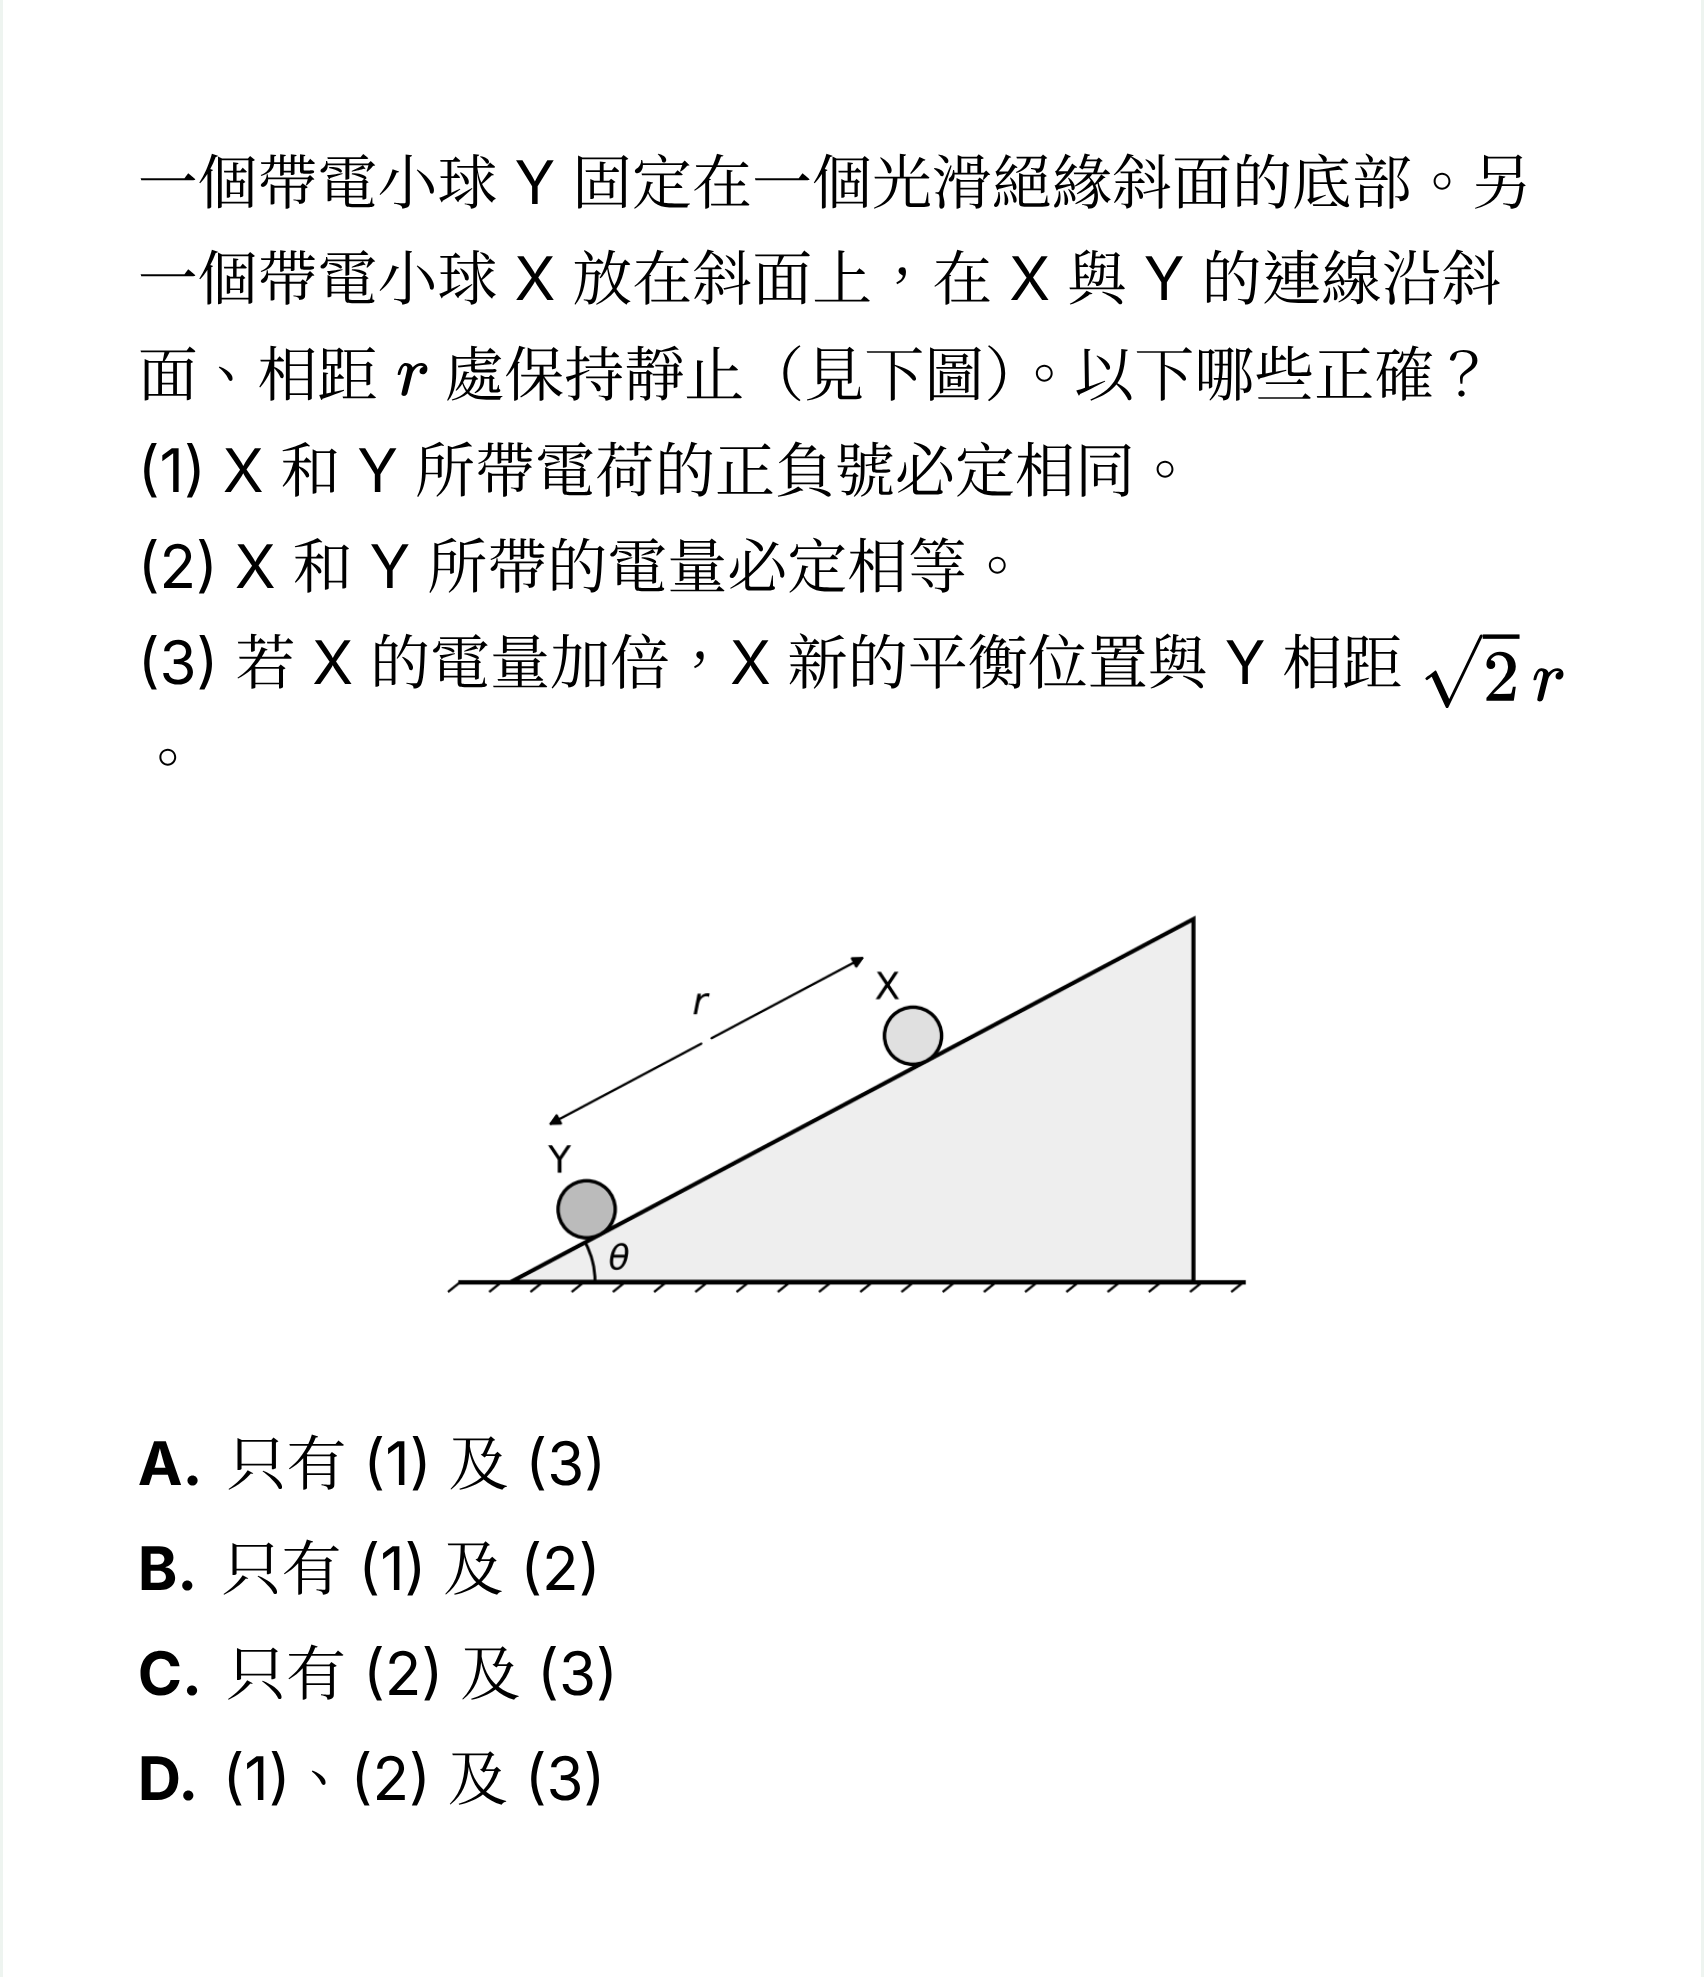 一個帶電小球 Y 固定在一個光滑絕緣斜面的底部。另
一個帶電小球 X 放在斜面上，在 X 與 Y 的連線沿斜
面、相距 r 處保持靜止（見下圖）。以下哪些正確？
(1) X 和 Y 所帶電荷的正負號必定相同。
(2) X 和 Y 所帶的電量必定相等。
(3) 若 X 的電量加倍，X 新的平衡位置與 Y 相距 √2 r
。
X
r
Y
θ
A. 只有 (1) 及 (3)
B. 只有 (1) 及 (2)
C. 只有 (2) 及 (3)
D. (1)、(2) 及 (3)